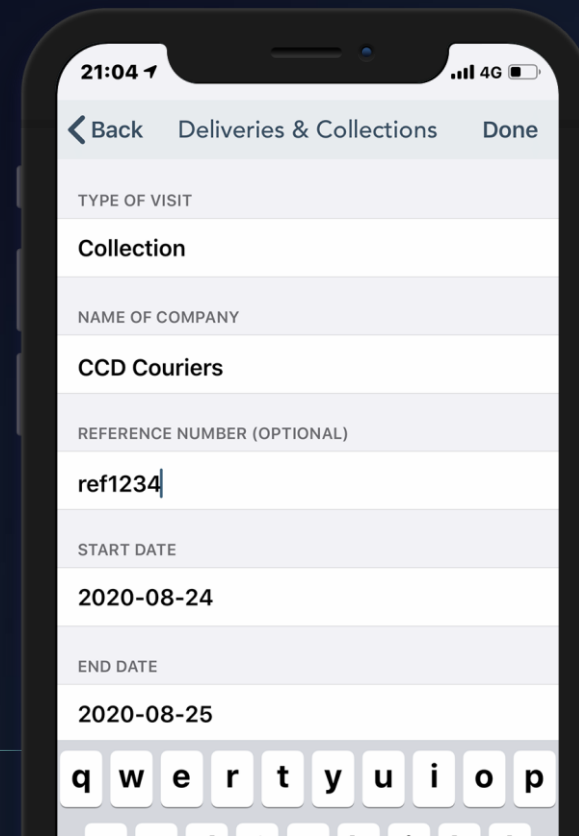 21:04 4G
Back Deliveries & Collections Done
TYPE OF VISIT
Collection
NAME OF COMPANY
CCD Couriers
REFERENCE NUMBER (OPTIONAL)
ref1234
START DATE
2020-08-24
END DATE
2020-08-25
q w e r t y u i o p